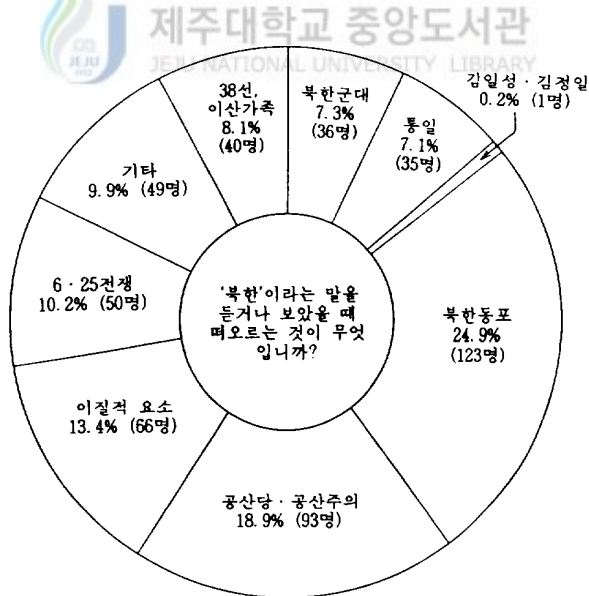 제주대학교 중앙도서관
JEJU NATIONAL UNIVERSITY LIBRARY
JEJU
1952
38선,
이산가족
8.1%
(40명)
북한군대
7.3%
(36명)
통일
7.1%
(35명)
김일성·김정일
0.2% (1명)
기타
9.9% (49명)
6·25전쟁
10.2% (50명)
'북한'이라는 말을
듣거나 보았을 때
떠오르는 것이 무엇
입니까?
북한동포
24.9%
(123명)
이질적 요소
13.4% (66명)
공산당·공산주의
18.9% (93명)